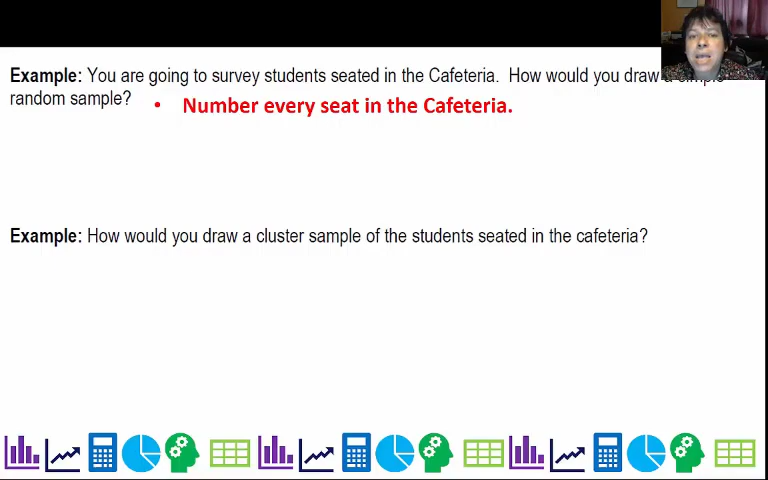 Example: You are going to survey students seated in the Cafeteria. How would you draw a simple
random sample?
• Number every seat in the Cafeteria.
Example: How would you draw a cluster sample of the students seated in the cafeteria?